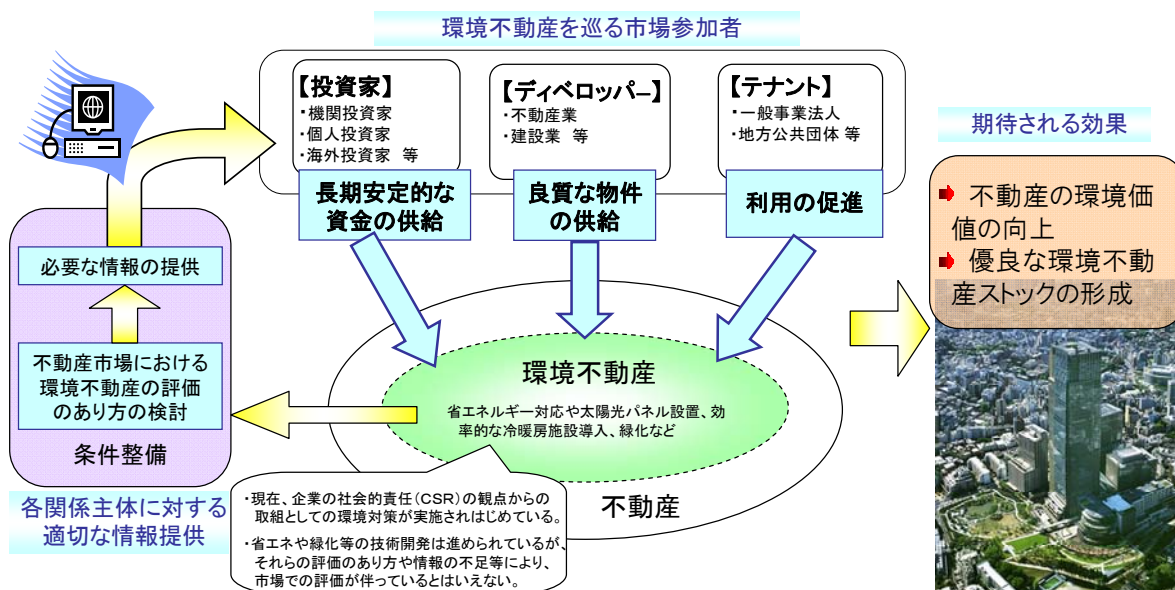 環境不動産を巡る市場参加者
【投資家】
・機関投資家
・個人投資家
・海外投資家 等
【ディベロッパー】
・不動産業
・建設業 等
【テナント】
・一般事業法人
・地方公共団体 等
長期安定的な
資金の供給
良質な物件
の供給
利用の促進
期待される効果
不動産の環境価
値の向上
優良な環境不動
産ストックの形成
必要な情報の提供
不動産市場における
環境不動産の評価
のあり方の検討
条件整備
各関係主体に対する
適切な情報提供
環境不動産
省エネルギー対応や太陽光パネル設置、効
率的な冷暖房施設導入、緑化など
不動産
・現在、企業の社会的責任(CSR)の観点からの
取組としての環境対策が実施されはじめている。
・省エネや緑化等の技術開発は進められているが、
それらの評価のあり方や情報の不足等により、
市場での評価が伴っているとはいえない。